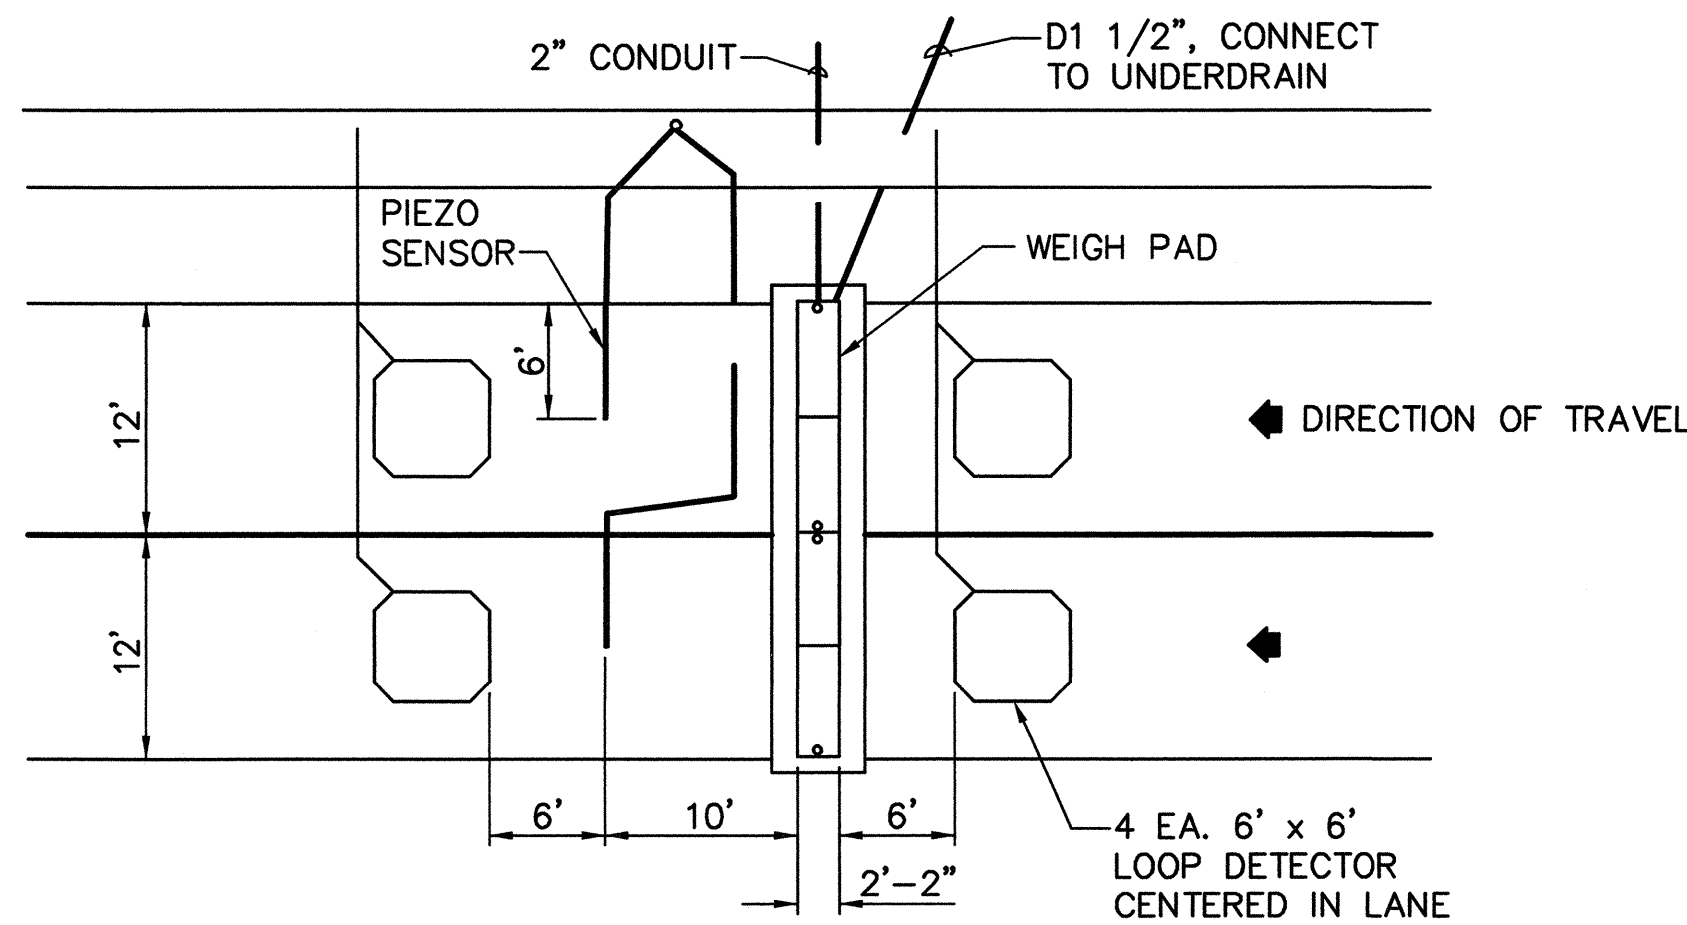 2" CONDUIT
D1 1/2", CONNECT
TO UNDERDRAIN
PIEZO
SENSOR
WEIGH PAD
6'
12'
DIRECTION OF TRAVEL
12'
6'
10'
6'
2'-2"
4 EA. 6' x 6'
LOOP DETECTOR
CENTERED IN LANE